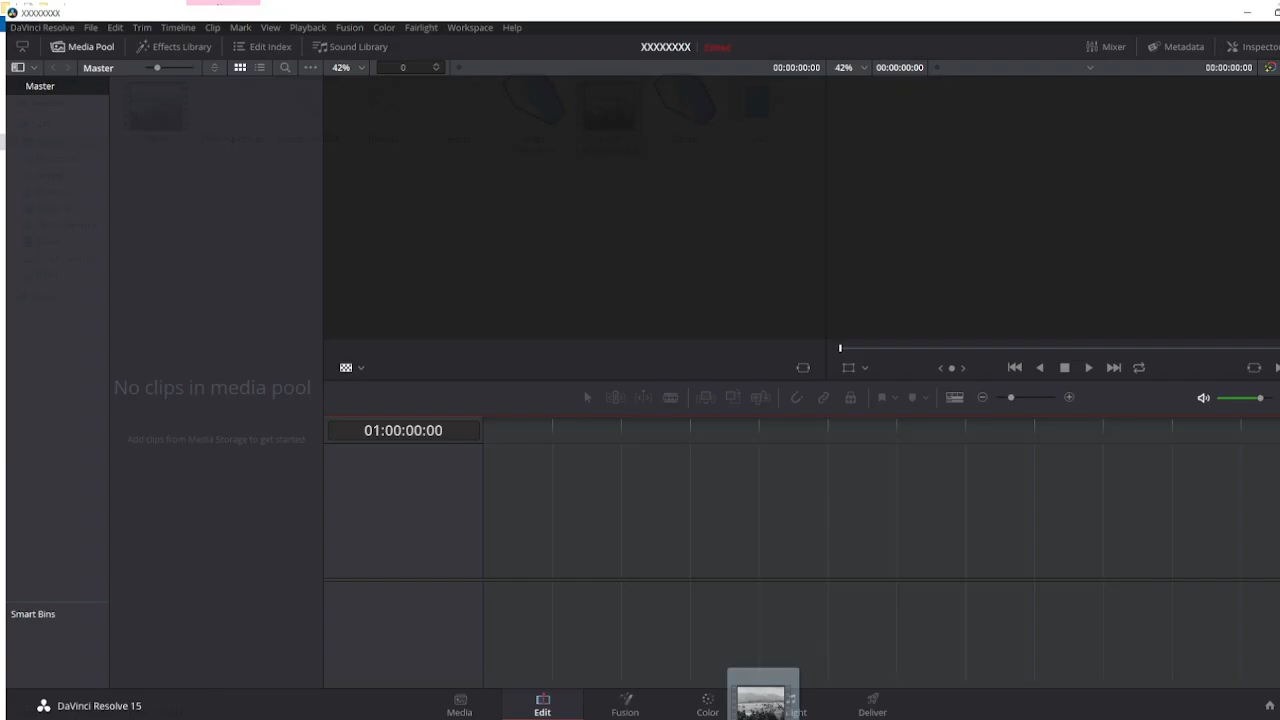 XXXXXXXX
DaVinci Resolve File Edit Trim Timeline Clip Mark View Playback Fusion Color Fairlight Workspace Help
Media Pool Effects Library Edit Index Sound Library XXXXXXXX Edited Mixer Metadata Inspector
Master 42% 0 00:00:00:00 42% 00:00:00:00 00:00:00:00
Master
No clips in media pool
Add clips from Media Storage to get started
01:00:00:00
Smart Bins
DaVinci Resolve 15 Media Edit Fusion Color Deliver